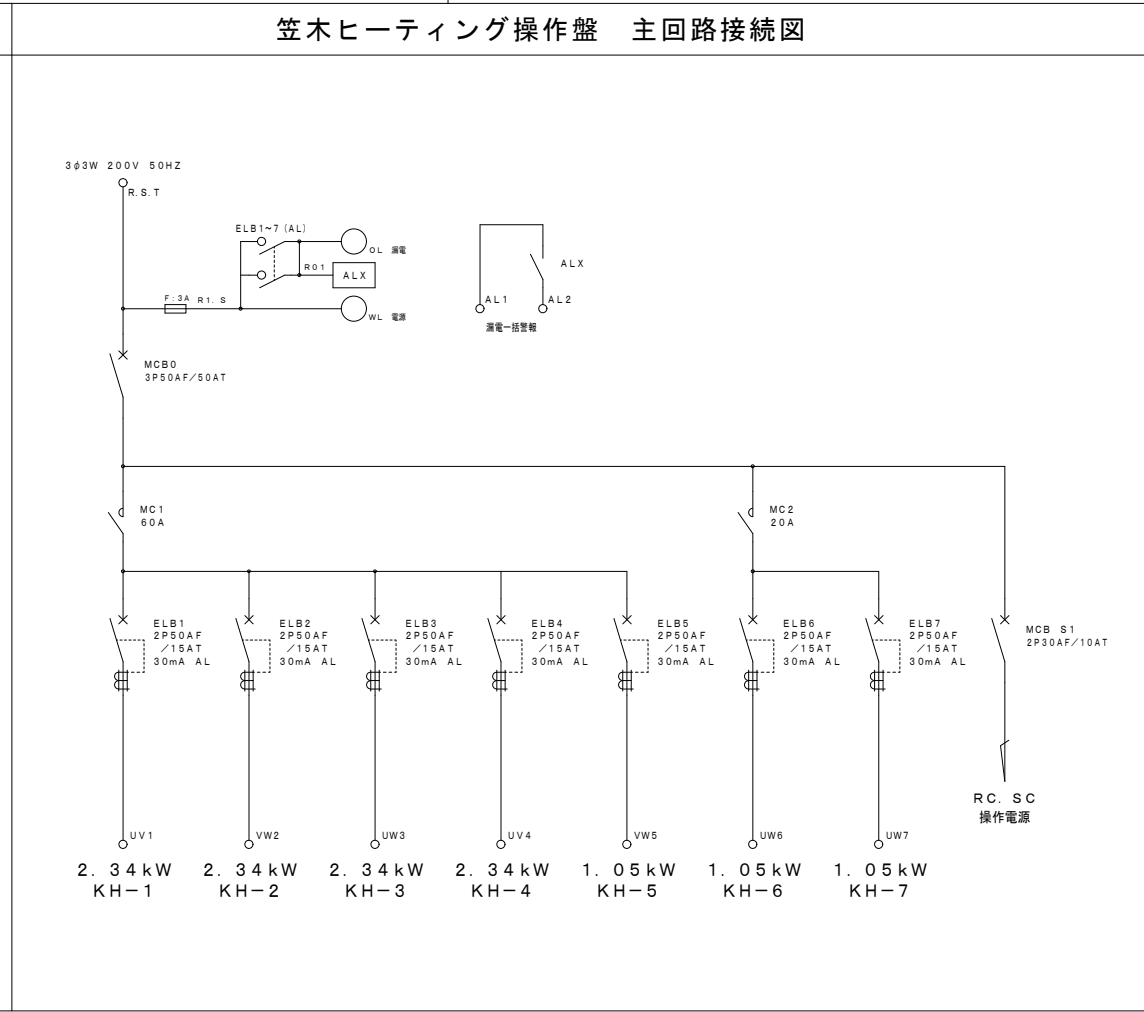 笠木ヒーティング操作盤　主回路接続図
3φ3W 200V 50HZ
R.S.T
ELB1~7(AL)
OL 漏電
R01
ALX
F:3A
R1.S
WL 電源
ALX
AL1
AL2
漏電一括警報
MCB0
3P50AF/50AT
MC1
60A
MC2
20A
ELB1
2P50AF
/15AT
30mA AL
ELB2
2P50AF
/15AT
30mA AL
ELB3
2P50AF
/15AT
30mA AL
ELB4
2P50AF
/15AT
30mA AL
ELB5
2P50AF
/15AT
30mA AL
ELB6
2P50AF
/15AT
30mA AL
ELB7
2P50AF
/15AT
30mA AL
MCB S1
2P30AF/10AT
RC. SC
操作電源
UV1
VW2
UW3
UV4
VW5
UW6
UW7
2.34kW
KH-1
2.34kW
KH-2
2.34kW
KH-3
2.34kW
KH-4
1.05kW
KH-5
1.05kW
KH-6
1.05kW
KH-7